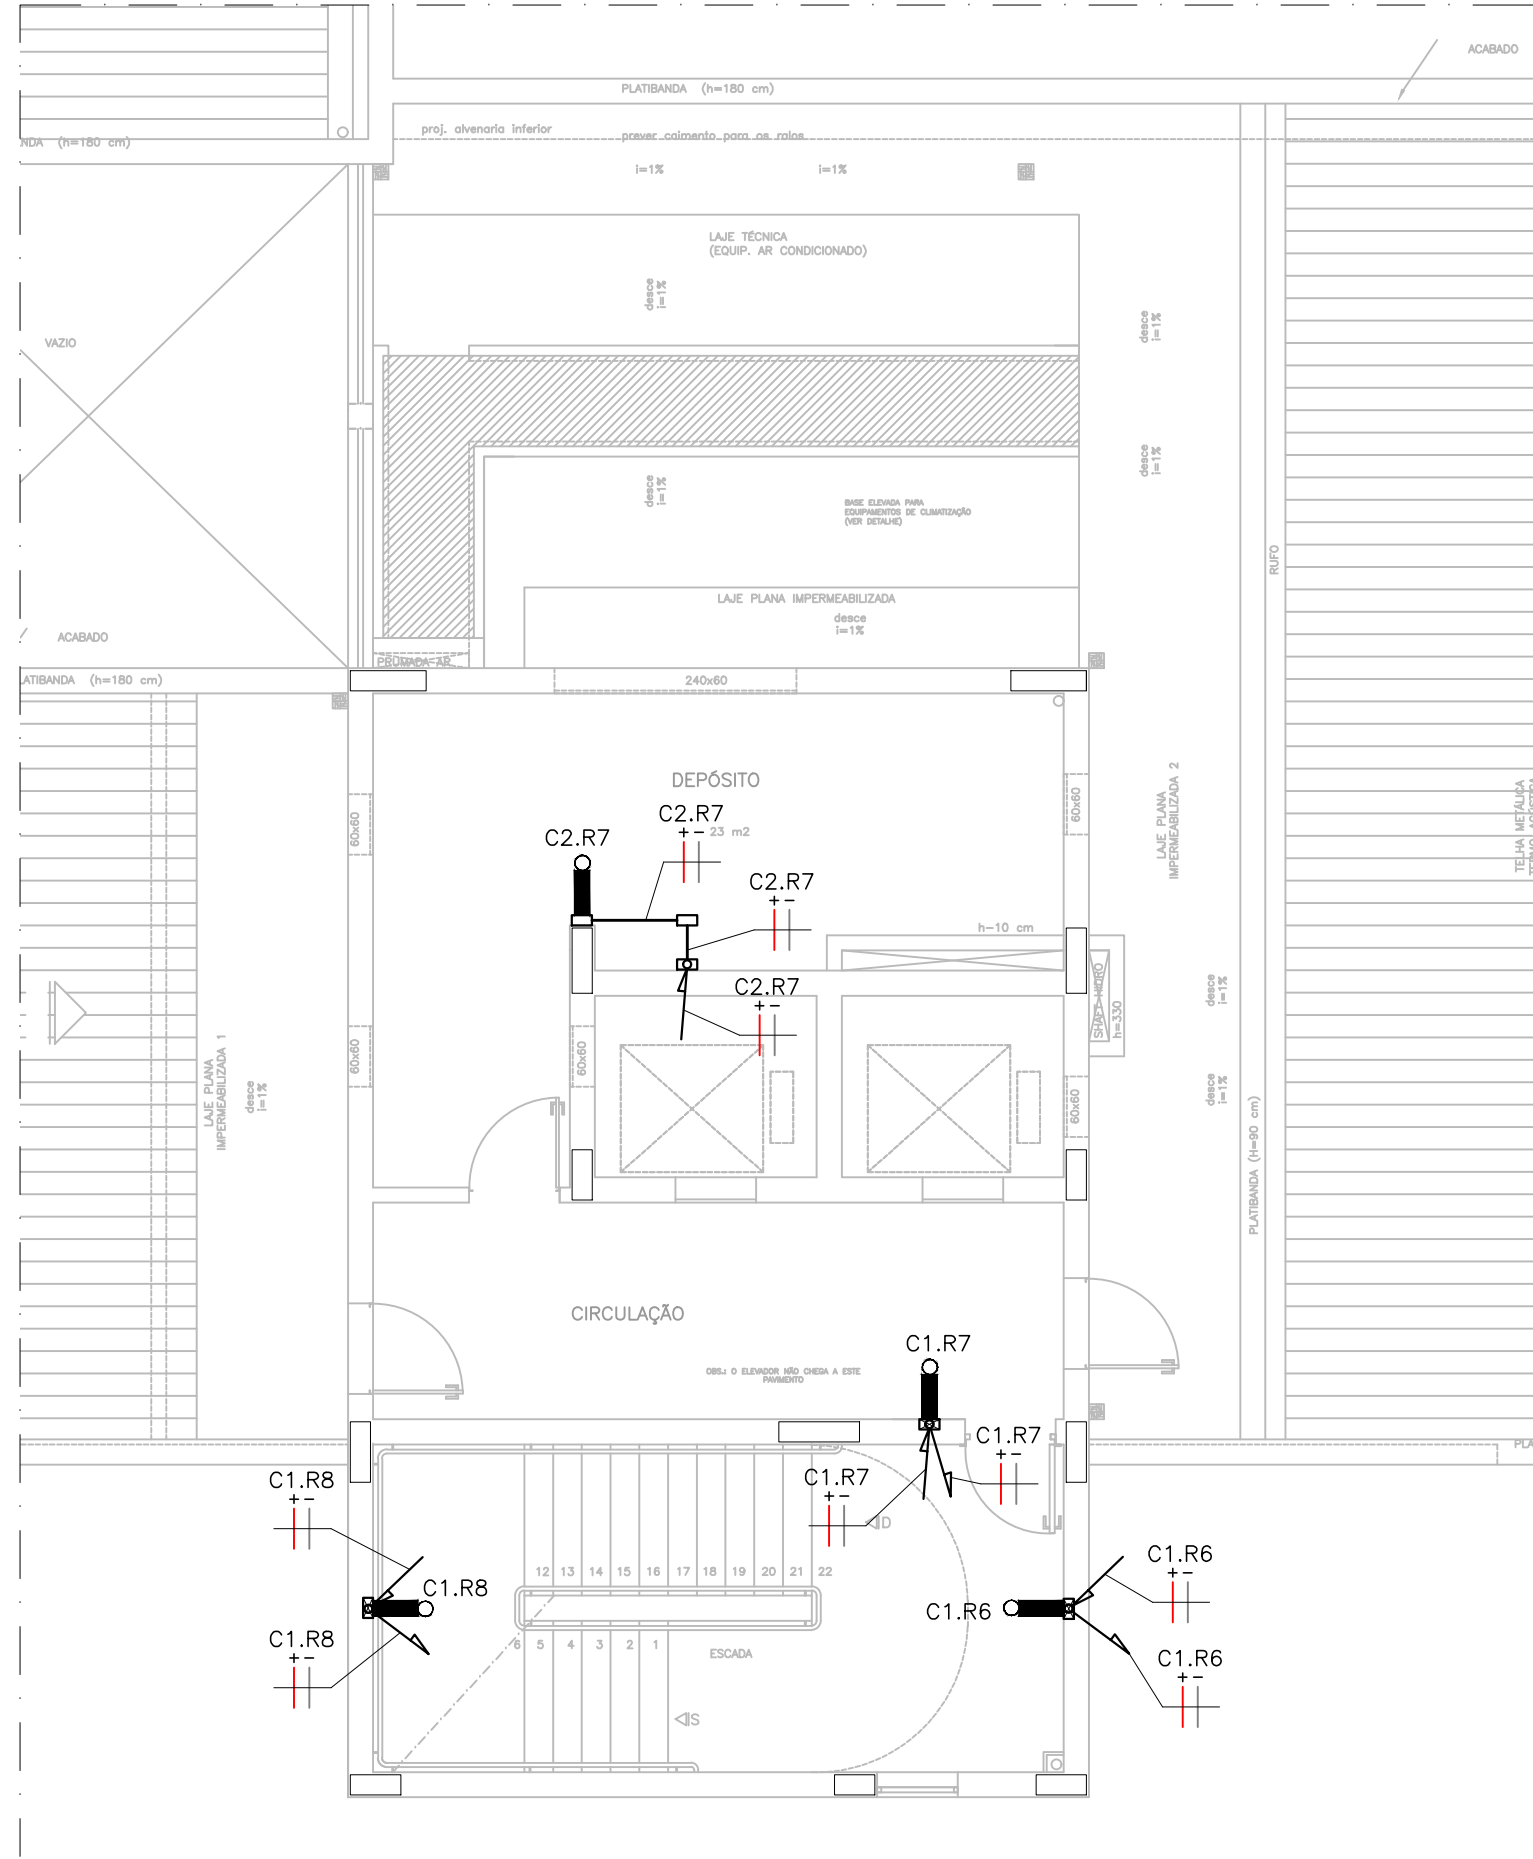 ACABADO
PLATIBANDA (h=180 cm)
proj. alvenaria inferior
prever caimento para os ralos
NDA (h=180 cm)
i=1%
i=1%
LAJE TÉCNICA
(EQUIP. AR CONDICIONADO)
desce
i=1%
desce
i=1%
VAZIO
desce
i=1%
desce
i=1%
BASE ELEVADA PARA
EQUIPAMENTOS DE CLIMATIZAÇÃO
(VER DETALHE)
RUFO
LAJE PLANA IMPERMEABILIZADA
desce
i=1%
ACABADO
PRUMADA AR
ATIBANDA (h=180 cm)
240x60
DEPÓSITO
23 m2
C2.R7
+ -
C2.R7
60x60
60x60
LAJE PLANA
IMPERMEABILIZADA 2
TELHA METÁLICA
C2.R7
+ -
h-10 cm
C2.R7
+ -
SHAFT HIDRO
h=330
desce
i=1%
60x60
60x60
60x60
LAJE PLANA
IMPERMEABILIZADA 1
desce
i=1%
desce
i=1%
PLATIBANDA (H=90 cm)
CIRCULAÇÃO
C1.R7
OBS.: O ELEVADOR NÃO CHEGA A ESTE
PAVIMENTO
C1.R7
+ -
PLA
C1.R8
+ -
C1.R7
+ -
D
12 13 14 15 16 17 18 19 20 21 22
C1.R8
C1.R6
C1.R6
+ -
C1.R8
+ -
6 5 4 3 2 1
ESCADA
C1.R6
+ -
S